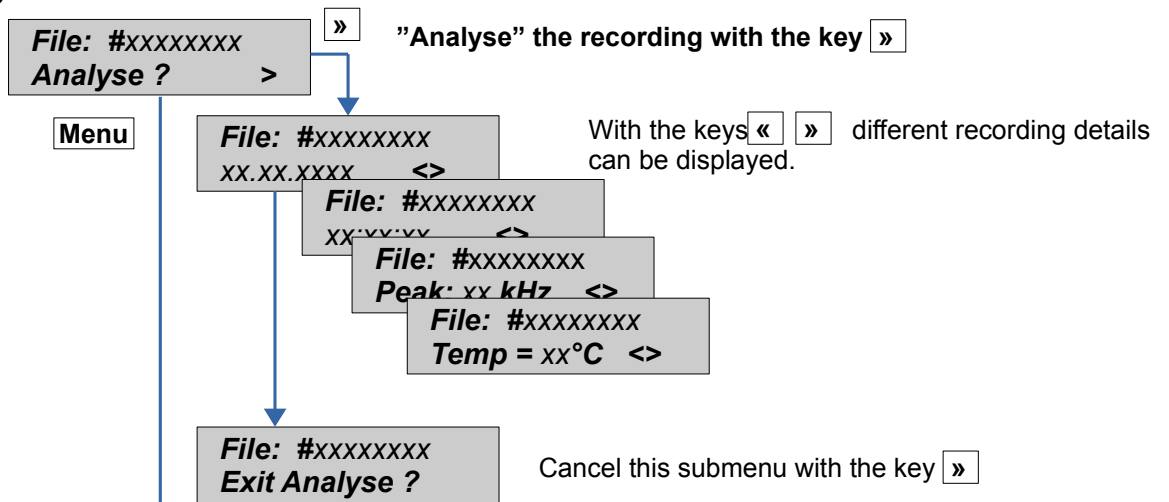 File: #xxxxxxxx
Analyse ? >
»
”Analyse” the recording with the key »
Menu
File: #xxxxxxxx
xx.xx.xxxx <>
With the keys « » different recording details
can be displayed.
File: #xxxxxxxx
xx:xx:xx <>
File: #xxxxxxxx
Peak: xx kHz <>
File: #xxxxxxxx
Temp = xx°C <>
File: #xxxxxxxx
Exit Analyse ?
Cancel this submenu with the key »